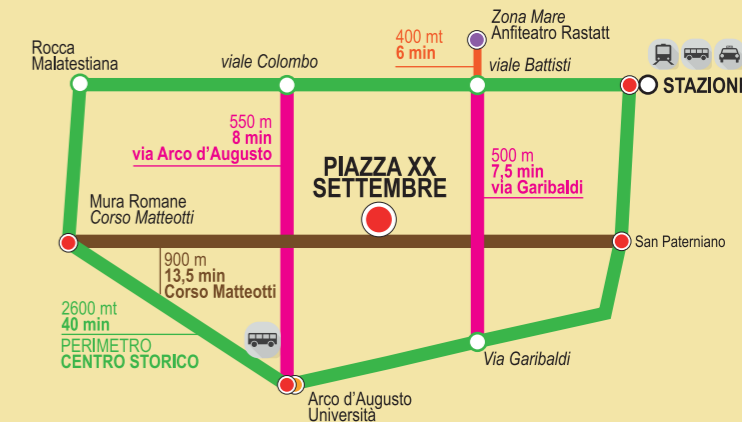 Zona Mare
Anfiteatro Rastatt
400 mt
6 min
Rocca
Malatestiana
viale Colombo
viale Battisti
STAZIONE
550 m
8 min
via Arco d'Augusto
PIAZZA XX
SETTEMBRE
500 m
7,5 min
via Garibaldi
Mura Romane
Corso Matteotti
San Paterniano
900 m
13,5 min
Corso Matteotti
2600 mt
40 min
PERIMETRO
CENTRO STORICO
Via Garibaldi
Arco d'Augusto
Università